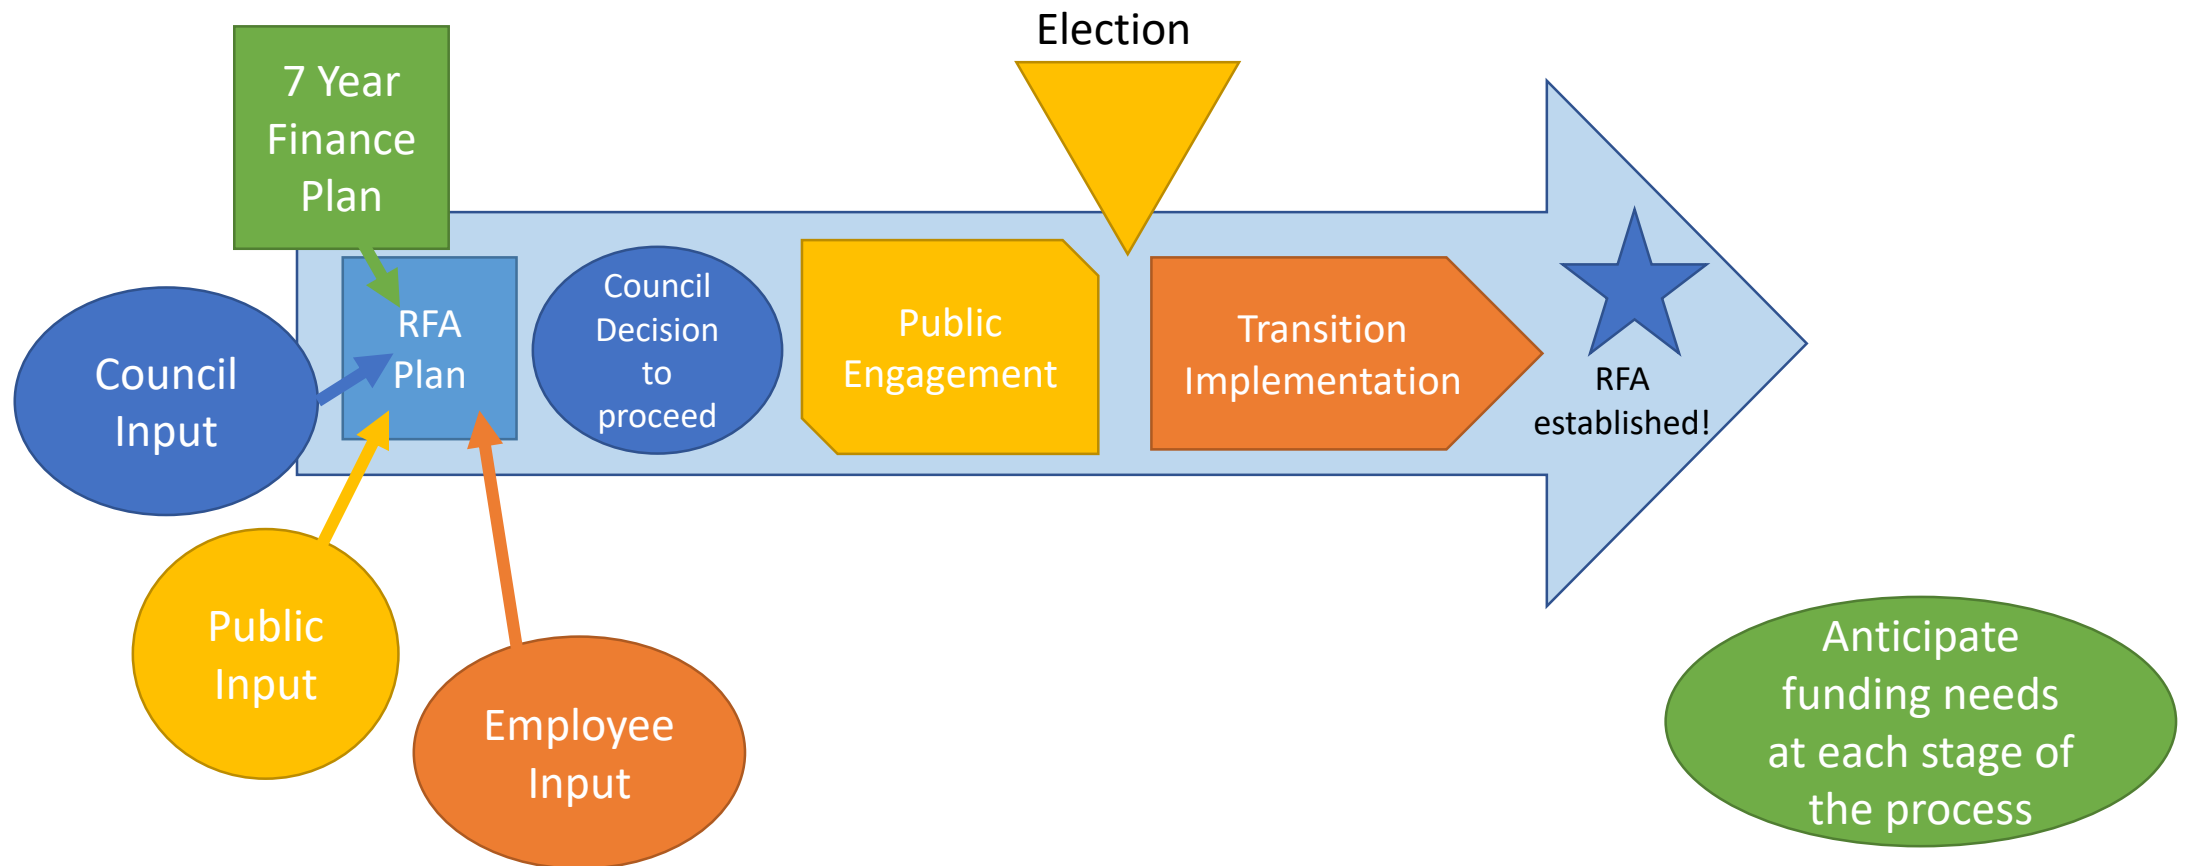 Election
7 Year
Finance
Plan
RFA
Plan
Council
Decision
to
proceed
Public
Engagement
Transition
Implementation
RFA
established!
Council
Input
Public
Input
Employee
Input
Anticipate
funding needs
at each stage of
the process